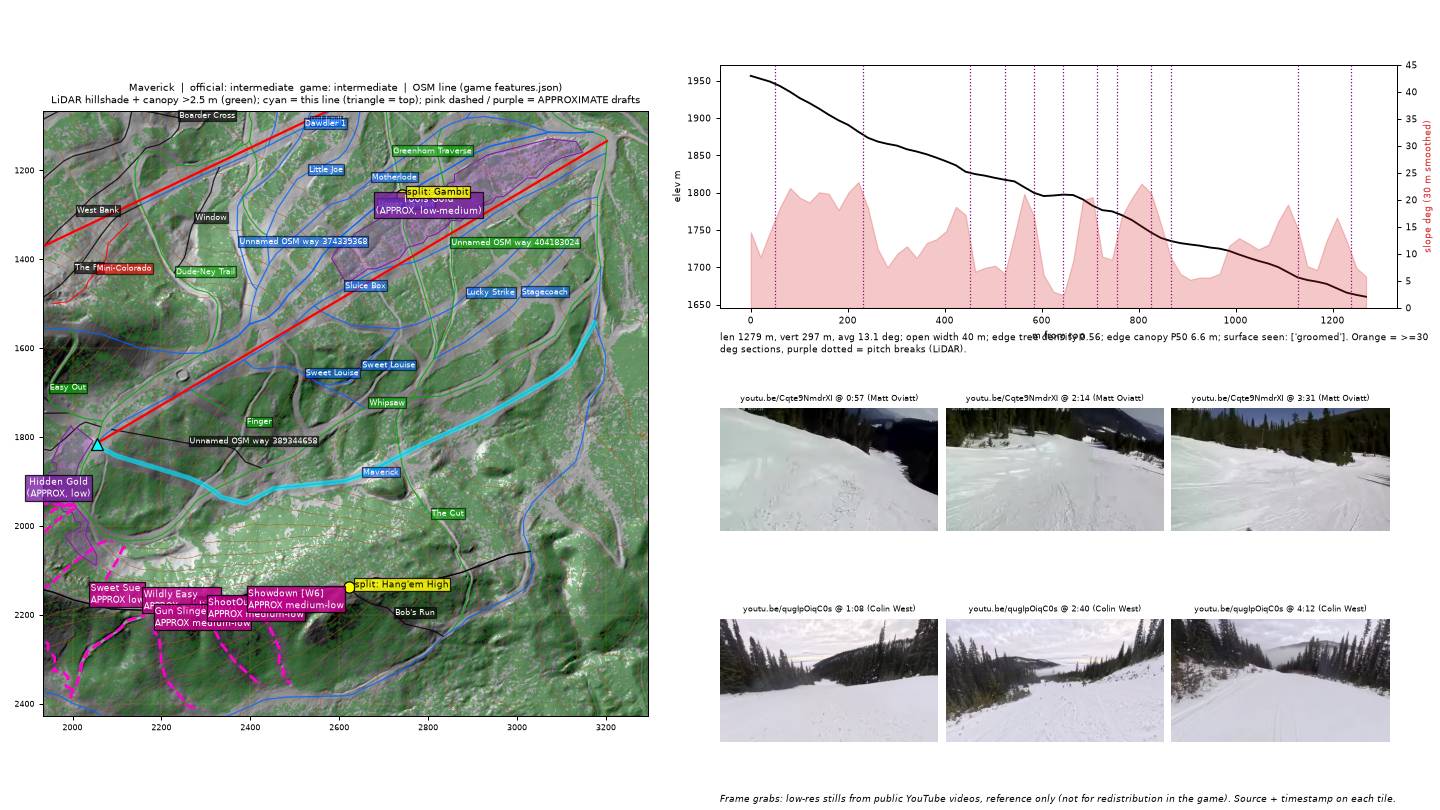 Maverick | official: intermediate game: intermediate | OSM line (game features.json)
LiDAR hillshade + canopy >2.5 m (green); cyan = this line (triangle = top); pink dashed / purple = APPROXIMATE drafts
Boarder Cross
Dawdler 1
Greenhorn Traverse
Little Joe
Motherlode
split: Gambit
(APPROX, low-medium)
West Bank
Window
Unnamed OSM way 374339368
Unnamed OSM way 404183024
The F
Mini-Colorado
Dude-Ney Trail
Sluice Box
Lucky Strike
Stagecoach
Sweet Louise
Sweet Louise
Easy Out
Whipsaw
Finger
Unnamed OSM way 389344658
Maverick
Hidden Gold
(APPROX, low)
The Cut
split: Hang'em High
Sweet Sue
APPROX lov
Wildly Easy
Showdown [W6]
APPROX medium-low
ShootOu
APPROX medium-low
Gun Slinge
APPROX medium-low
Bob's Run
1200
1400
1600
1800
2000
2200
2400
2000
2200
2400
2600
2800
3000
3200
elev m
1950
1900
1850
1800
1750
1700
1650
0
200
400
600
800
1000
1200
m from top
45
40
35
30
25
20
15
10
5
0
slope deg (30 m smoothed)
len 1279 m, vert 297 m, avg 13.1 deg; open width 40 m; edge tree density 0.56; edge canopy P50 6.6 m; surface seen: ['groomed']. Orange = >=30
deg sections, purple dotted = pitch breaks (LiDAR).
youtu.be/Cqte9NmdrXI @ 0:57 (Matt Oviatt)
youtu.be/Cqte9NmdrXI @ 2:14 (Matt Oviatt)
youtu.be/Cqte9NmdrXI @ 3:31 (Matt Oviatt)
youtu.be/quglpOiqC0s @ 1:08 (Colin West)
youtu.be/quglpOiqC0s @ 2:40 (Colin West)
youtu.be/quglpOiqC0s @ 4:12 (Colin West)
Frame grabs: low-res stills from public YouTube videos, reference only (not for redistribution in the game). Source + timestamp on each tile.